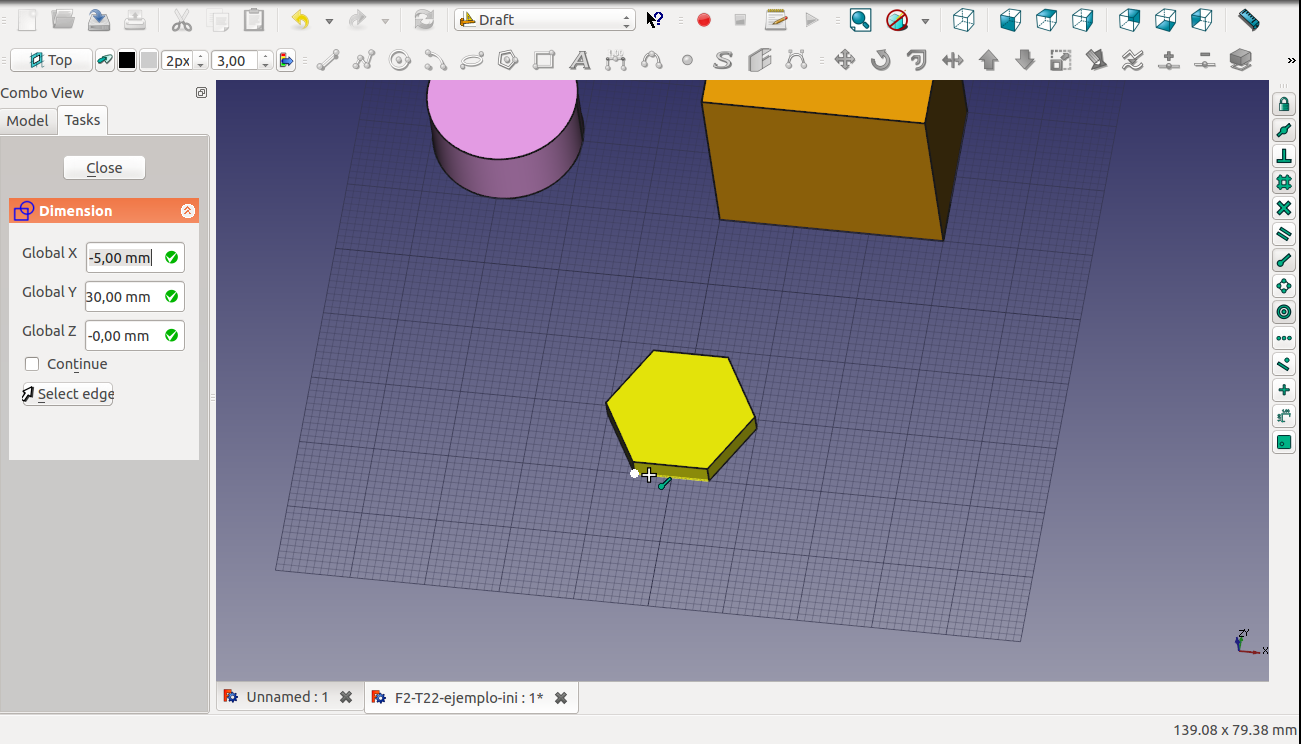 Draft
Top
2px
3,00
Combo View
Model
Tasks
Close
Dimension
Global X
-5,00 mm
Global Y
30,00 mm
Global Z
-0,00 mm
Continue
Select edge
ZY
X
Unnamed : 1
F2-T22-ejemplo-ini : 1*
139.08 x 79.38 mm